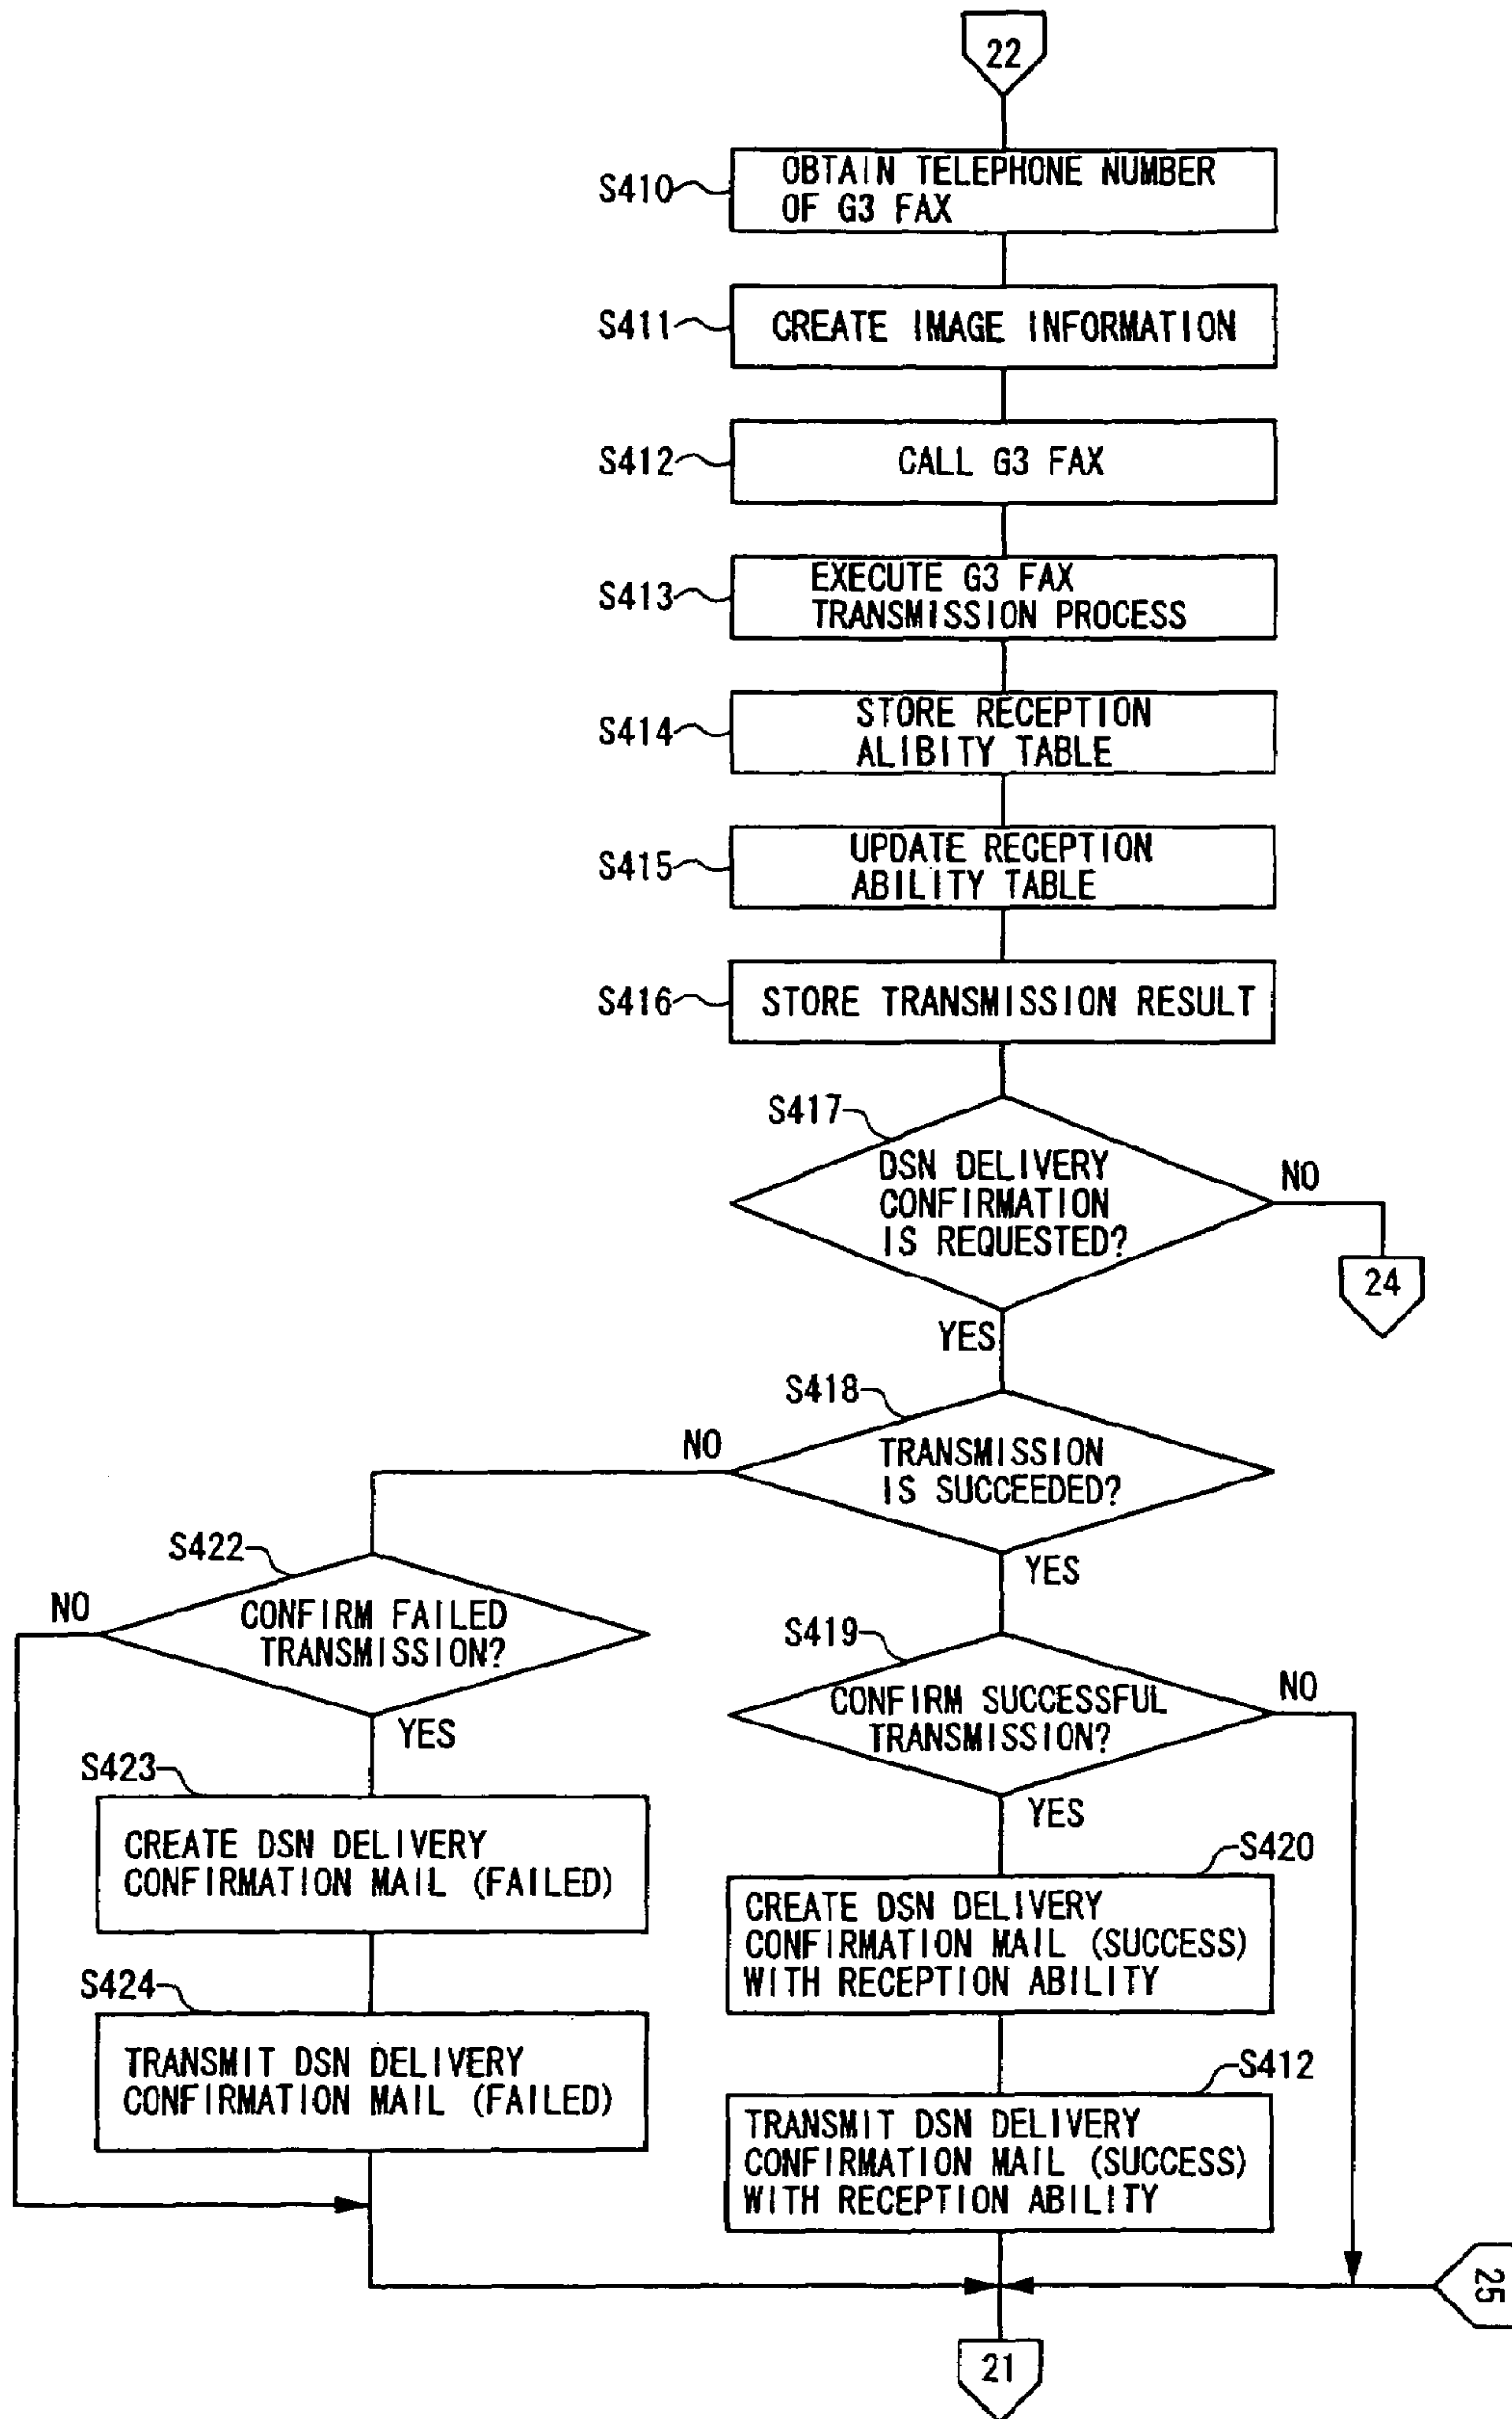 22
S410
OBTAIN TELEPHONE NUMBER
OF G3 FAX
S411
CREATE IMAGE INFORMATION
S412
CALL G3 FAX
S413
EXECUTE G3 FAX
TRANSMISSION PROCESS
S414
STORE RECEPTION
ALIBITY TABLE
S415
UPDATE RECEPTION
ABILITY TABLE
S416
STORE TRANSMISSION RESULT
S417
DSN DELIVERY
CONFIRMATION
IS REQUESTED?
NO
24
YES
S418
TRANSMISSION
IS SUCCEEDED?
NO
YES
S422
CONFIRM FAILED
TRANSMISSION?
NO
YES
S423
CREATE DSN DELIVERY
CONFIRMATION MAIL (FAILED)
S424
TRANSMIT DSN DELIVERY
CONFIRMATION MAIL (FAILED)
S419
CONFIRM SUCCESSFUL
TRANSMISSION?
NO
YES
S420
CREATE DSN DELIVERY
CONFIRMATION MAIL (SUCCESS)
WITH RECEPTION ABILITY
S412
TRANSMIT DSN DELIVERY
CONFIRMATION MAIL (SUCCESS)
WITH RECEPTION ABILITY
25
21